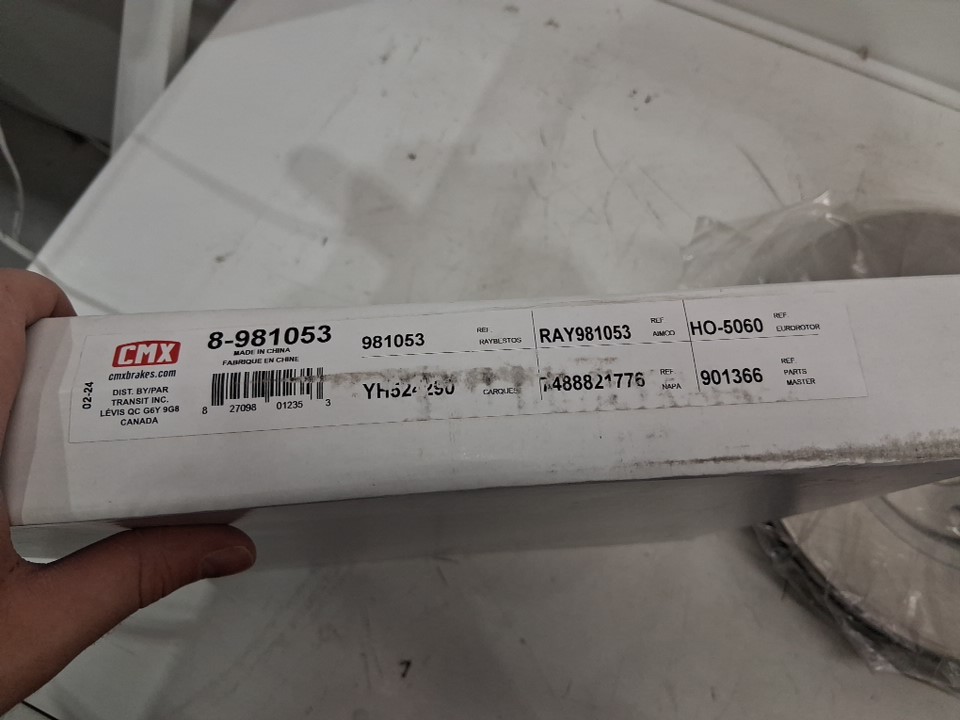 CMX
cmxbrakes.com
02-24
DIST. BY/PAR
TRANSIT INC.
LÉVIS QC G6Y 9G8
CANADA
8-981053
MADE IN CHINA
FABRIQUE EN CHINE
8 27098 01235 3
981053
REF.
RAYBESTOS
RAY981053
REF
AIMCO
HO-5060
REF
EUROROTOR
CARQUEST
REF.
NAPA
901366
REF.
PARTS
MASTER